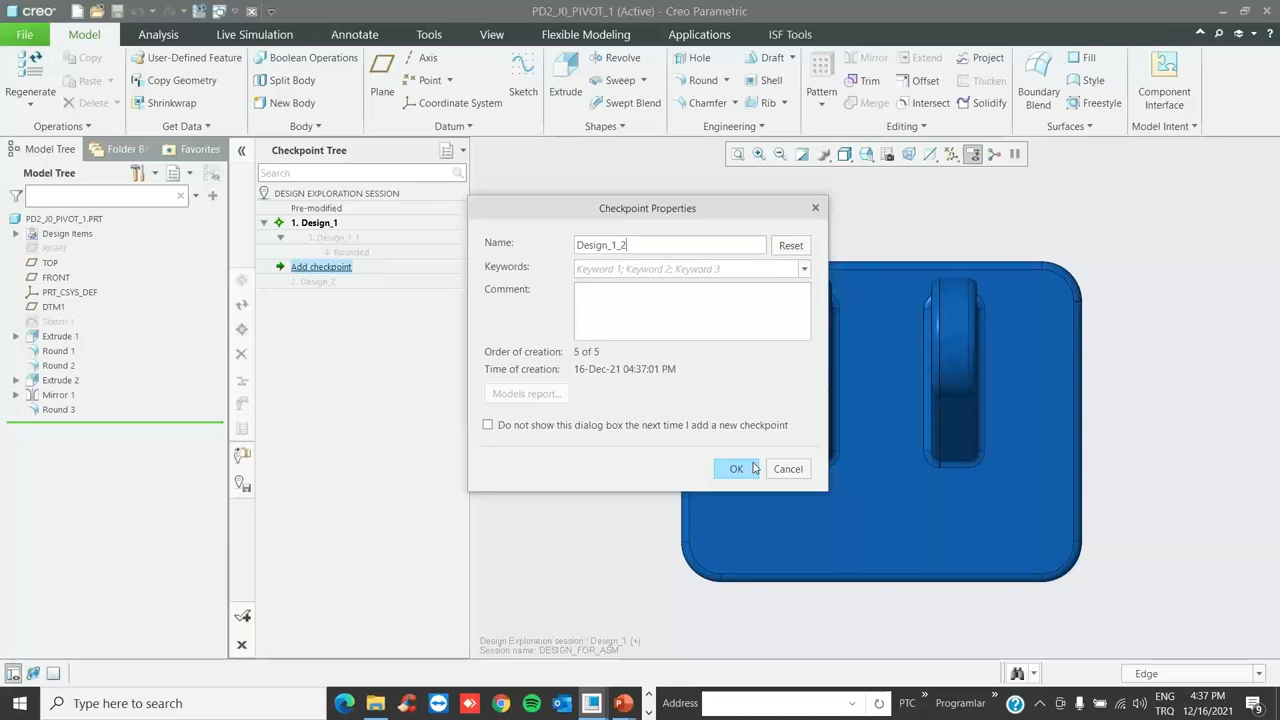 creo
PD2_J0_PIVOT_1 (Active) - Creo Parametric
File Model Analysis Live Simulation Annotate Tools View Flexible Modeling Applications ISF Tools
Regenerate
Copy
Paste
Delete
Operations
User-Defined Feature
Copy Geometry
Shrinkwrap
Get Data
Boolean Operations
Split Body
New Body
Body
Plane
Axis
Point
Coordinate System
Sketch
Datum
Extrude
Revolve
Sweep
Swept Blend
Shapes
Hole
Round
Chamfer
Draft
Shell
Rib
Engineering
Pattern
Mirror
Trim
Merge
Extend
Offset
Intersect
Project
Thicken
Solidify
Editing
Boundary
Blend
Fill
Style
Freestyle
Surfaces
Component
Interface
Model Intent
Model Tree Folder B Favorites
Model Tree
PD2_J0_PIVOT_1.PRT
Design Items
RIGHT
TOP
FRONT
PRT_CSYS_DEF
DTM1
Sketch 1
Extrude 1
Round 1
Round 2
Extrude 2
Mirror 1
Round 3
Checkpoint Tree
Search
DESIGN EXPLORATION SESSION
Pre-modified
1. Design_1
3. Design_1_1
4. Rounded
Add checkpoint
2. Design_2
Checkpoint Properties
Name: Design_1_2 Reset
Keywords: Keyword 1; Keyword 2; Keyword 3
Comment:
Order of creation: 5 of 5
Time of creation: 16-Dec-21 04:37:01 PM
Models report...
Do not show this dialog box the next time I add a new checkpoint
OK Cancel
Design Exploration session : Design_1 (+)
Session name: DESIGN_FOR_ASM
Edge
Type here to search
Address
PTC
Programlar
ENG
TRQ
4:37 PM
12/16/2021